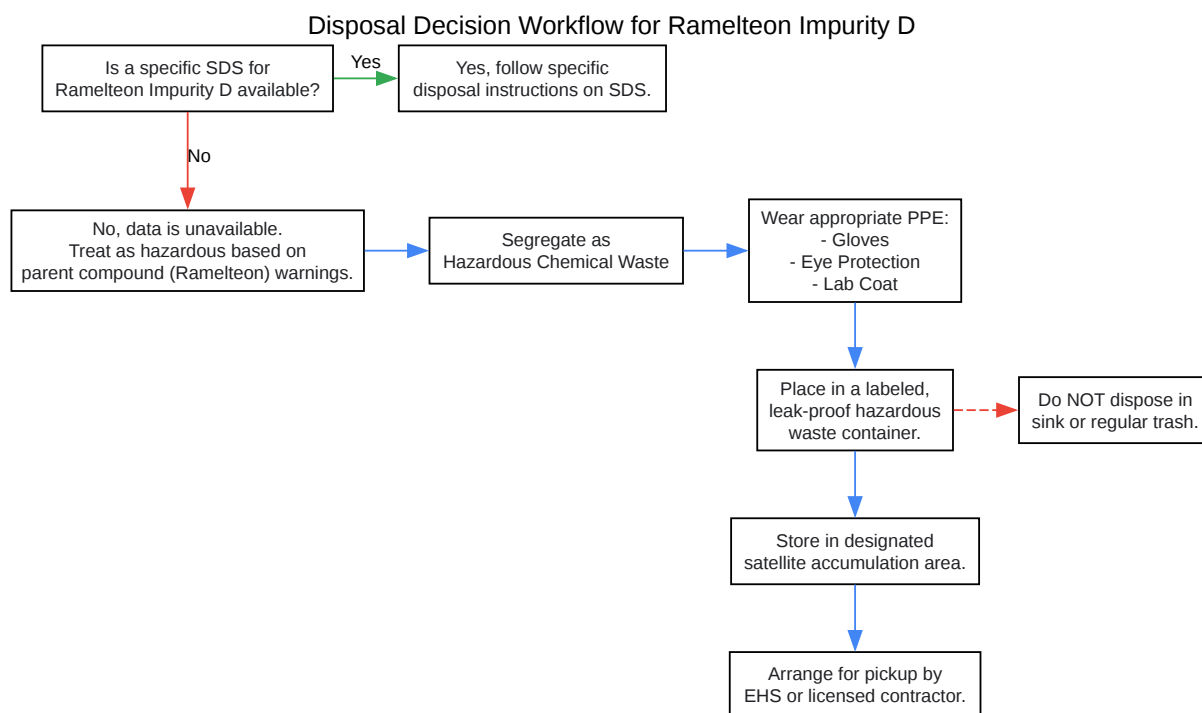 Disposal Decision Workflow for Ramelteon Impurity D
Is a specific SDS for
Ramelteon Impurity D available?
Yes
Yes, follow specific
disposal instructions on SDS.
No
No, data is unavailable.
Treat as hazardous based on
parent compound (Ramelteon) warnings.
Segregate as
Hazardous Chemical Waste
Wear appropriate PPE:
- Gloves
- Eye Protection
- Lab Coat
Place in a labeled,
leak-proof hazardous
waste container.
Do NOT dispose in
sink or regular trash.
Store in designated
satellite accumulation area.
Arrange for pickup by
EHS or licensed contractor.